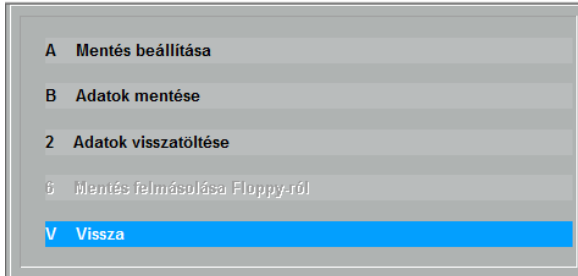 A Mentés beállítása
B Adatok mentése
2 Adatok visszatöltése
6 Mentés felmásolása Floppy-ról
V Vissza